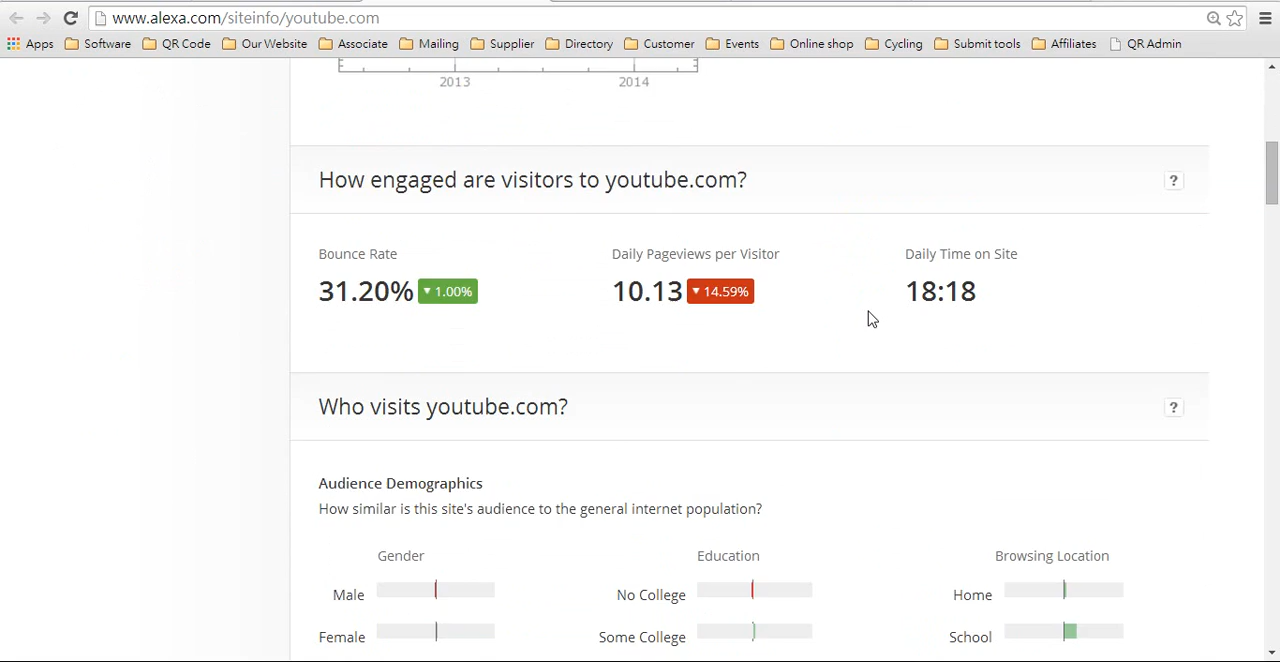 www.alexa.com/siteinfo/youtube.com
Apps Software QR Code Our Website Associate Mailing Supplier Directory Customer Events Online shop Cycling Submit tools Affiliates QR Admin
2013 2014
How engaged are visitors to youtube.com? ?
Bounce Rate Daily Pageviews per Visitor Daily Time on Site
31.20% 1.00% 10.13 14.59% 18:18
Who visits youtube.com? ?
Audience Demographics
How similar is this site's audience to the general internet population?
Gender Education Browsing Location
Male No College Home
Female Some College School